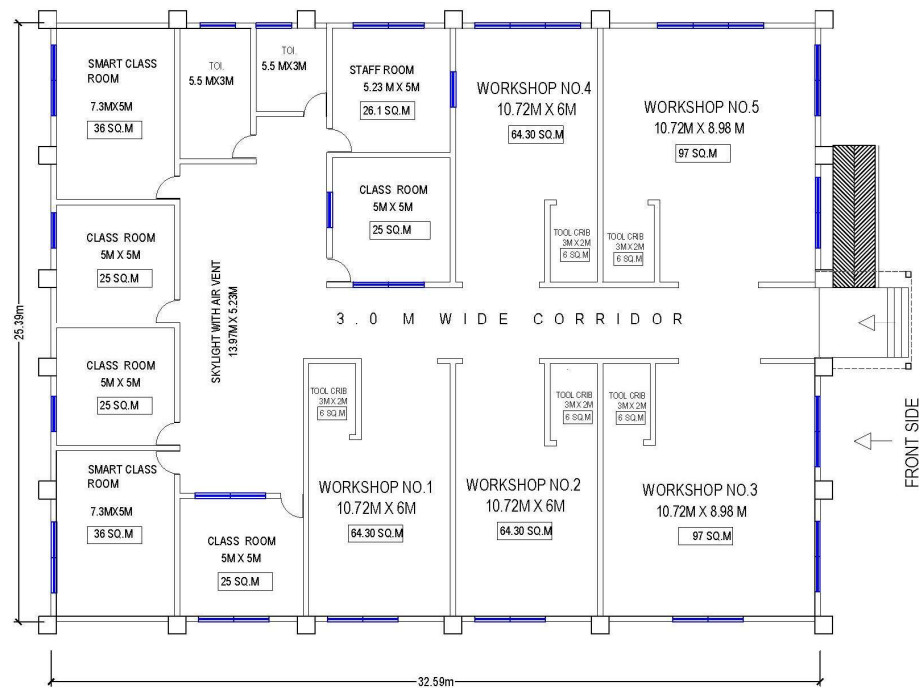 SMART CLASS
ROOM
7.3MX5M
36 SQ.M
TOI.
5.5 MX3M
TOI.
5.5 MX3M
STAFF ROOM
5.23 M X 5M
26.1 SQ.M
WORKSHOP NO.4
10.72M X 6M
64.30 SQ.M
WORKSHOP NO.5
10.72M X 8.98 M
97 SQ.M
CLASS ROOM
5M X 5M
25 SQ.M
CLASS ROOM
5M X 5M
25 SQ.M
TOOL CRIB
3M X2M
6 SQ.M
TOOL CRIB
3M X2M
6 SQ.M
25.39m
SKYLIGHT WITH AIR VENT
13.97M X 5.23M
3.0 M WIDE CORRIDOR
CLASS ROOM
5M X 5M
25 SQ.M
TOOL CRIB
3M X2M
6 SQ.M
TOOL CRIB
3M X2M
6 SQ.M
TOOL CRIB
3M X2M
6 SQ.M
FRONT SIDE
SMART CLASS
ROOM
7.3MX5M
36 SQ.M
CLASS ROOM
5M X 5M
25 SQ.M
WORKSHOP NO.1
10.72M X 6M
64.30 SQ.M
WORKSHOP NO.2
10.72M X 6M
64.30 SQ.M
WORKSHOP NO.3
10.72M X 8.98 M
97 SQ.M
32.59m